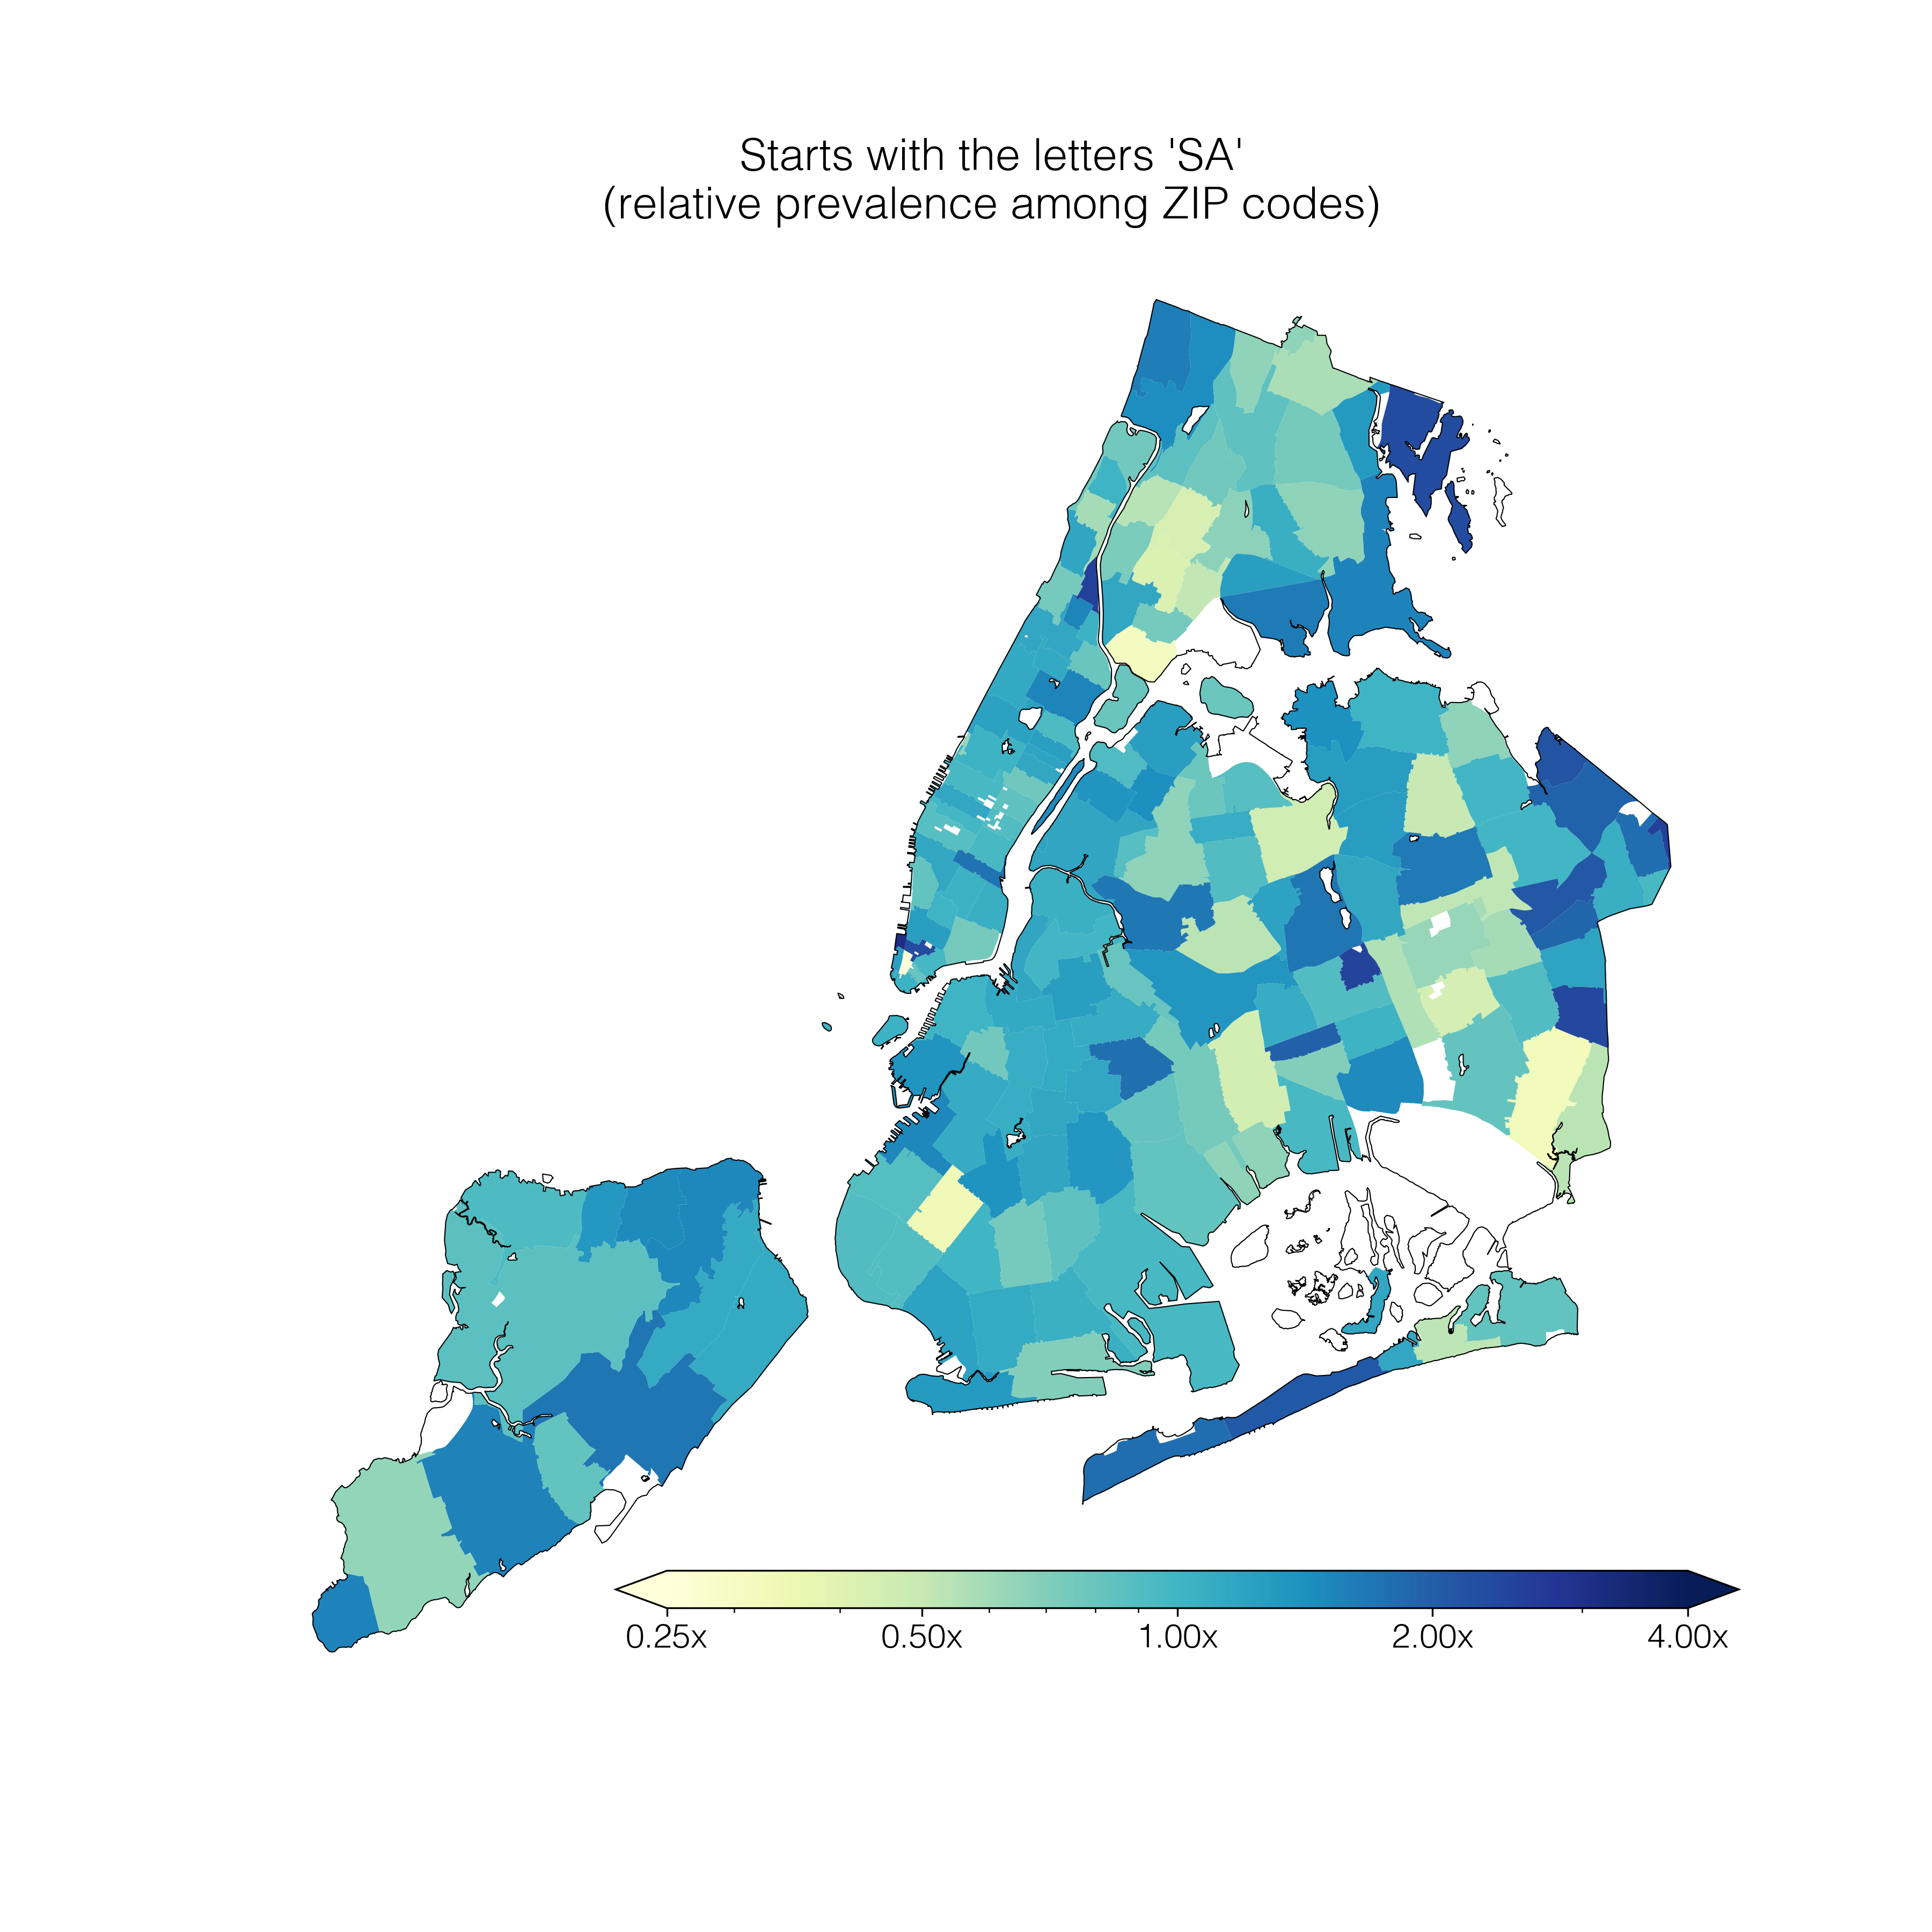 Starts with the letters 'SA'
(relative prevalence among ZIP codes)
0.25x 0.50x 1.00x 2.00x 4.00x